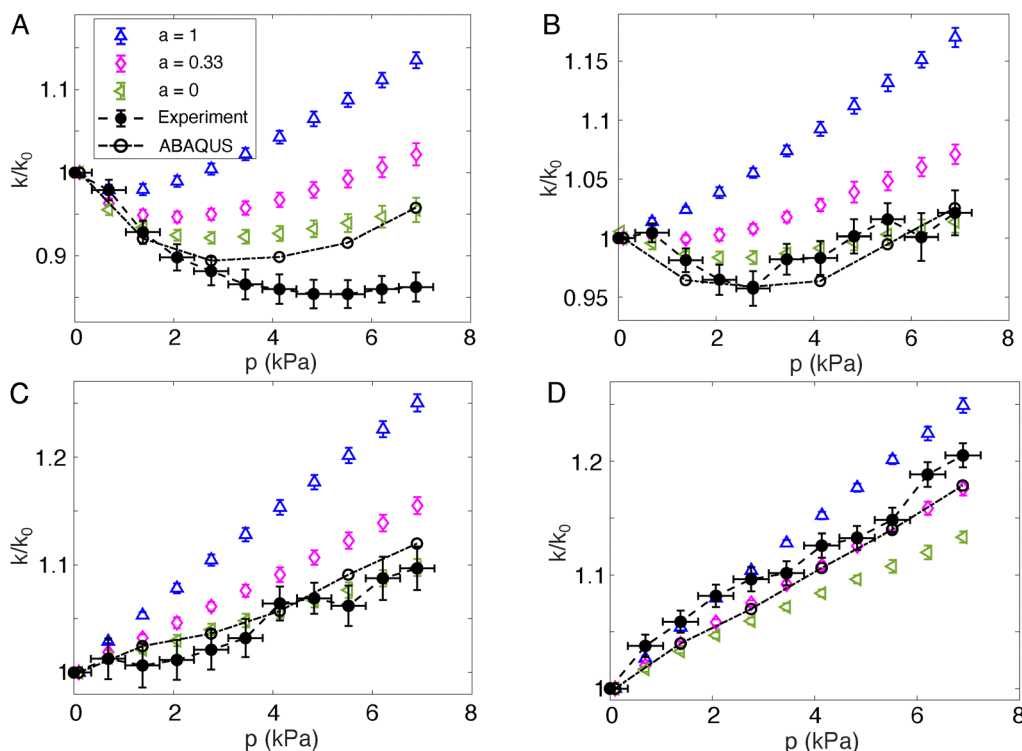 A
a = 1
a = 0.33
a = 0
Experiment
ABAQUS
k/k0
1.1
1
0.9
0 2 4 6 8
p (kPa)
B
k/k0
1.15
1.1
1.05
1
0.95
0 2 4 6 8
p (kPa)
C
k/k0
1.2
1.1
1
0 2 4 6 8
p (kPa)
D
k/k0
1.2
1.1
1
0 2 4 6 8
p (kPa)